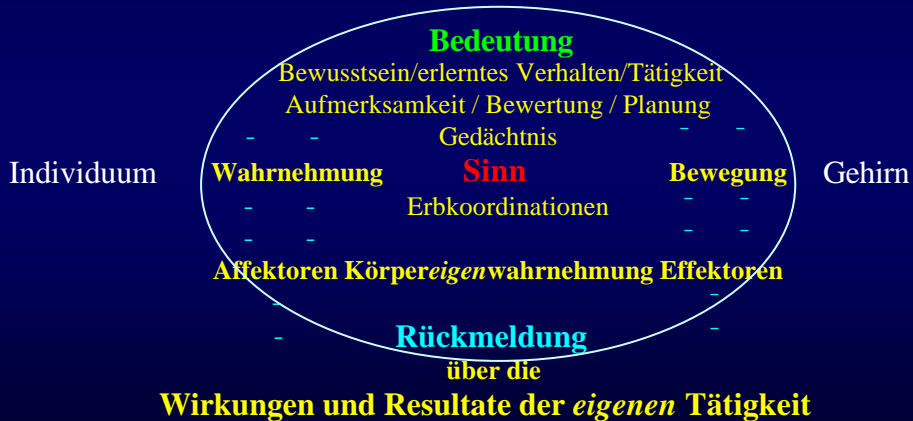 Bedeutung
Bewusstsein/erlerntes Verhalten/Tätigkeit
Aufmerksamkeit / Bewertung / Planung
- - Gedächtnis - -
Individuum Wahrnehmung Sinn Bewegung Gehirn
- - Erbkoordinationen - -
- - - -
Affektoren Körpereigenwahrnehmung Effektoren
- -
- Rückmeldung -
über die
Wirkungen und Resultate der eigenen Tätigkeit